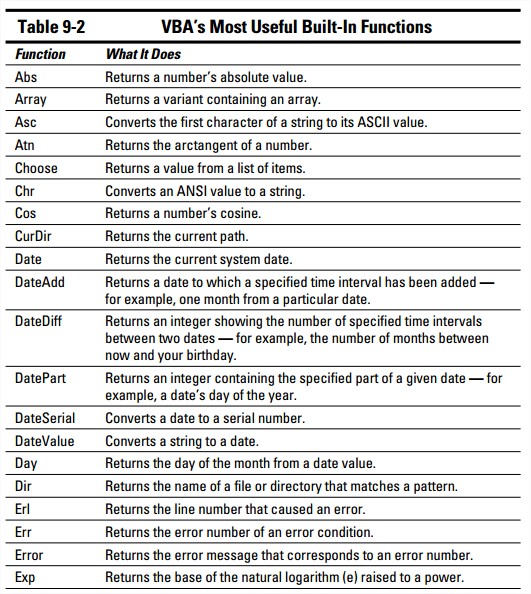 Table 9-2 VBA's Most Useful Built-In Functions
Function What It Does
Abs Returns a number's absolute value.
Array Returns a variant containing an array.
Asc Converts the first character of a string to its ASCII value.
Atn Returns the arctangent of a number.
Choose Returns a value from a list of items.
Chr Converts an ANSI value to a string.
Cos Returns a number's cosine.
CurDir Returns the current path.
Date Returns the current system date.
DateAdd Returns a date to which a specified time interval has been added —
for example, one month from a particular date.
DateDiff Returns an integer showing the number of specified time intervals
between two dates — for example, the number of months between
now and your birthday.
DatePart Returns an integer containing the specified part of a given date — for
example, a date's day of the year.
DateSerial Converts a date to a serial number.
DateValue Converts a string to a date.
Day Returns the day of the month from a date value.
Dir Returns the name of a file or directory that matches a pattern.
Erl Returns the line number that caused an error.
Err Returns the error number of an error condition.
Error Returns the error message that corresponds to an error number.
Exp Returns the base of the natural logarithm (e) raised to a power.